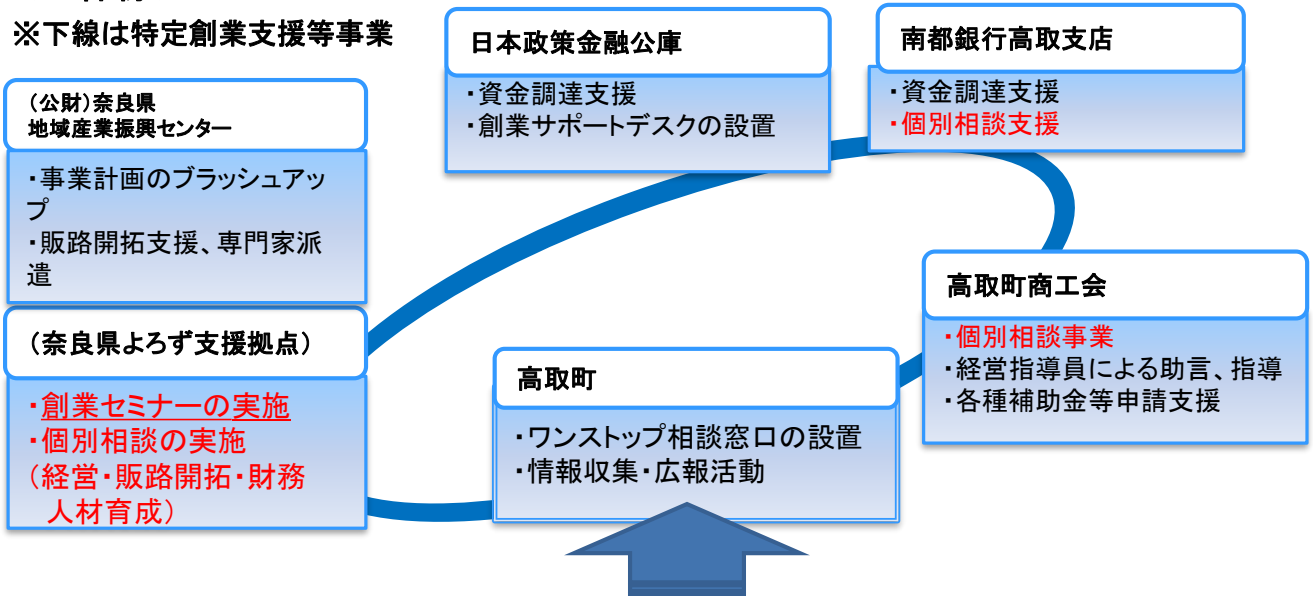 ※下線は特定創業支援等事業
日本政策金融公庫
・資金調達支援
・創業サポートデスクの設置
南都銀行高取支店
・資金調達支援
・個別相談支援
（公財）奈良県
地域産業振興センター
・事業計画のブラッシュアッ
プ
・販路開拓支援、専門家派
遣
（奈良県よろず支援拠点）
・創業セミナーの実施
・個別相談の実施
（経営・販路開拓・財務
人材育成）
高取町
・ワンストップ相談窓口の設置
・情報収集・広報活動
高取町商工会
・個別相談事業
・経営指導員による助言、指導
・各種補助金等申請支援